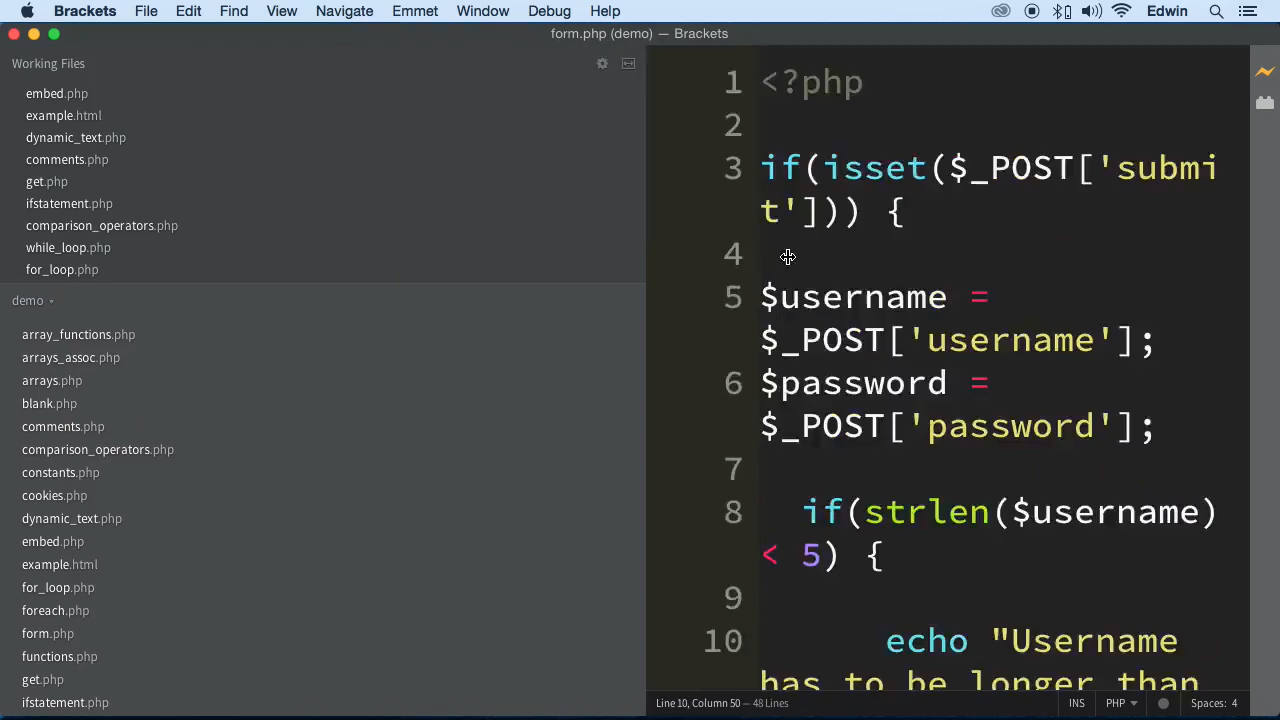 Brackets File Edit Find View Navigate Emmet Window Debug Help Edwin
form.php (demo) — Brackets
Working Files
embed.php
example.html
dynamic_text.php
comments.php
get.php
ifstatement.php
comparison_operators.php
while_loop.php
for_loop.php
demo
array_functions.php
arrays_assoc.php
arrays.php
blank.php
comments.php
comparison_operators.php
constants.php
cookies.php
dynamic_text.php
embed.php
example.html
for_loop.php
foreach.php
form.php
functions.php
get.php
ifstatement.php
1 <?php
2
3 if(isset($_POST['submi
t'])) {
4
5 $username =
$_POST['username'];
6 $password =
$_POST['password'];
7
8 if(strlen($username)
< 5) {
9
10 echo "Username
has to be longer than
Line 10, Column 50 — 48 Lines INS PHP Spaces: 4